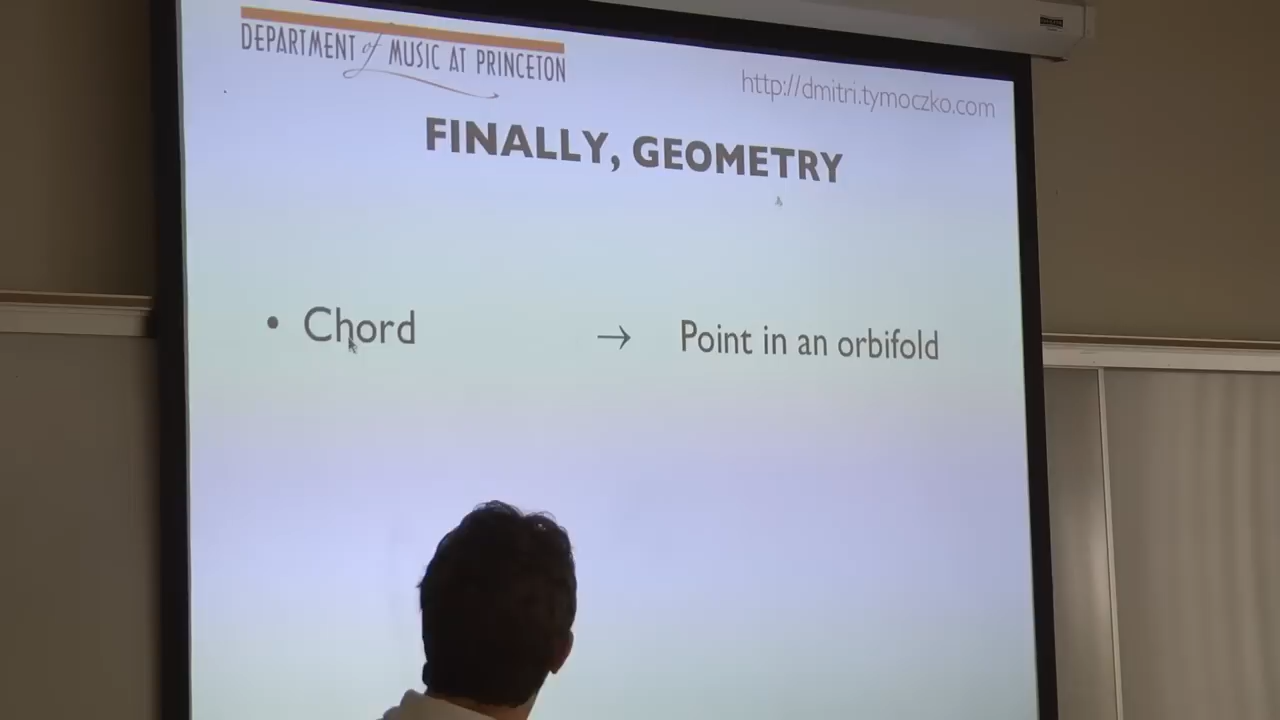 DEPARTMENT of MUSIC AT PRINCETON
http://dmitri.tymoczko.com
FINALLY, GEOMETRY
• Chord → Point in an orbifold